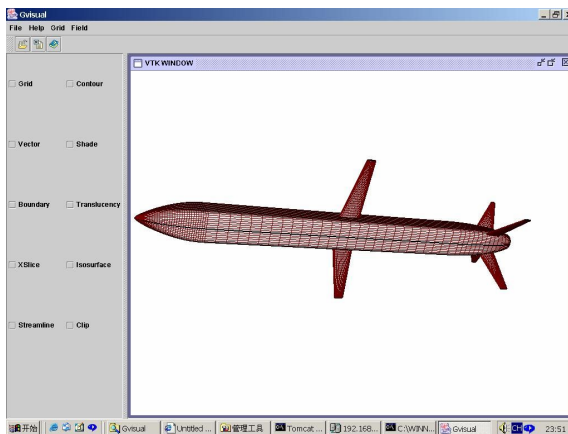 Gvisual
File Help Grid Field
VTK WINDOW
Grid Contour
Vector Shade
Boundary Translucency
XSlice Isosurface
Streamline Clip
开始 Gvisual Untitled ... 管理工具 Tomcat ... 192.168... C:\WINN... Gvisual CH 23:51